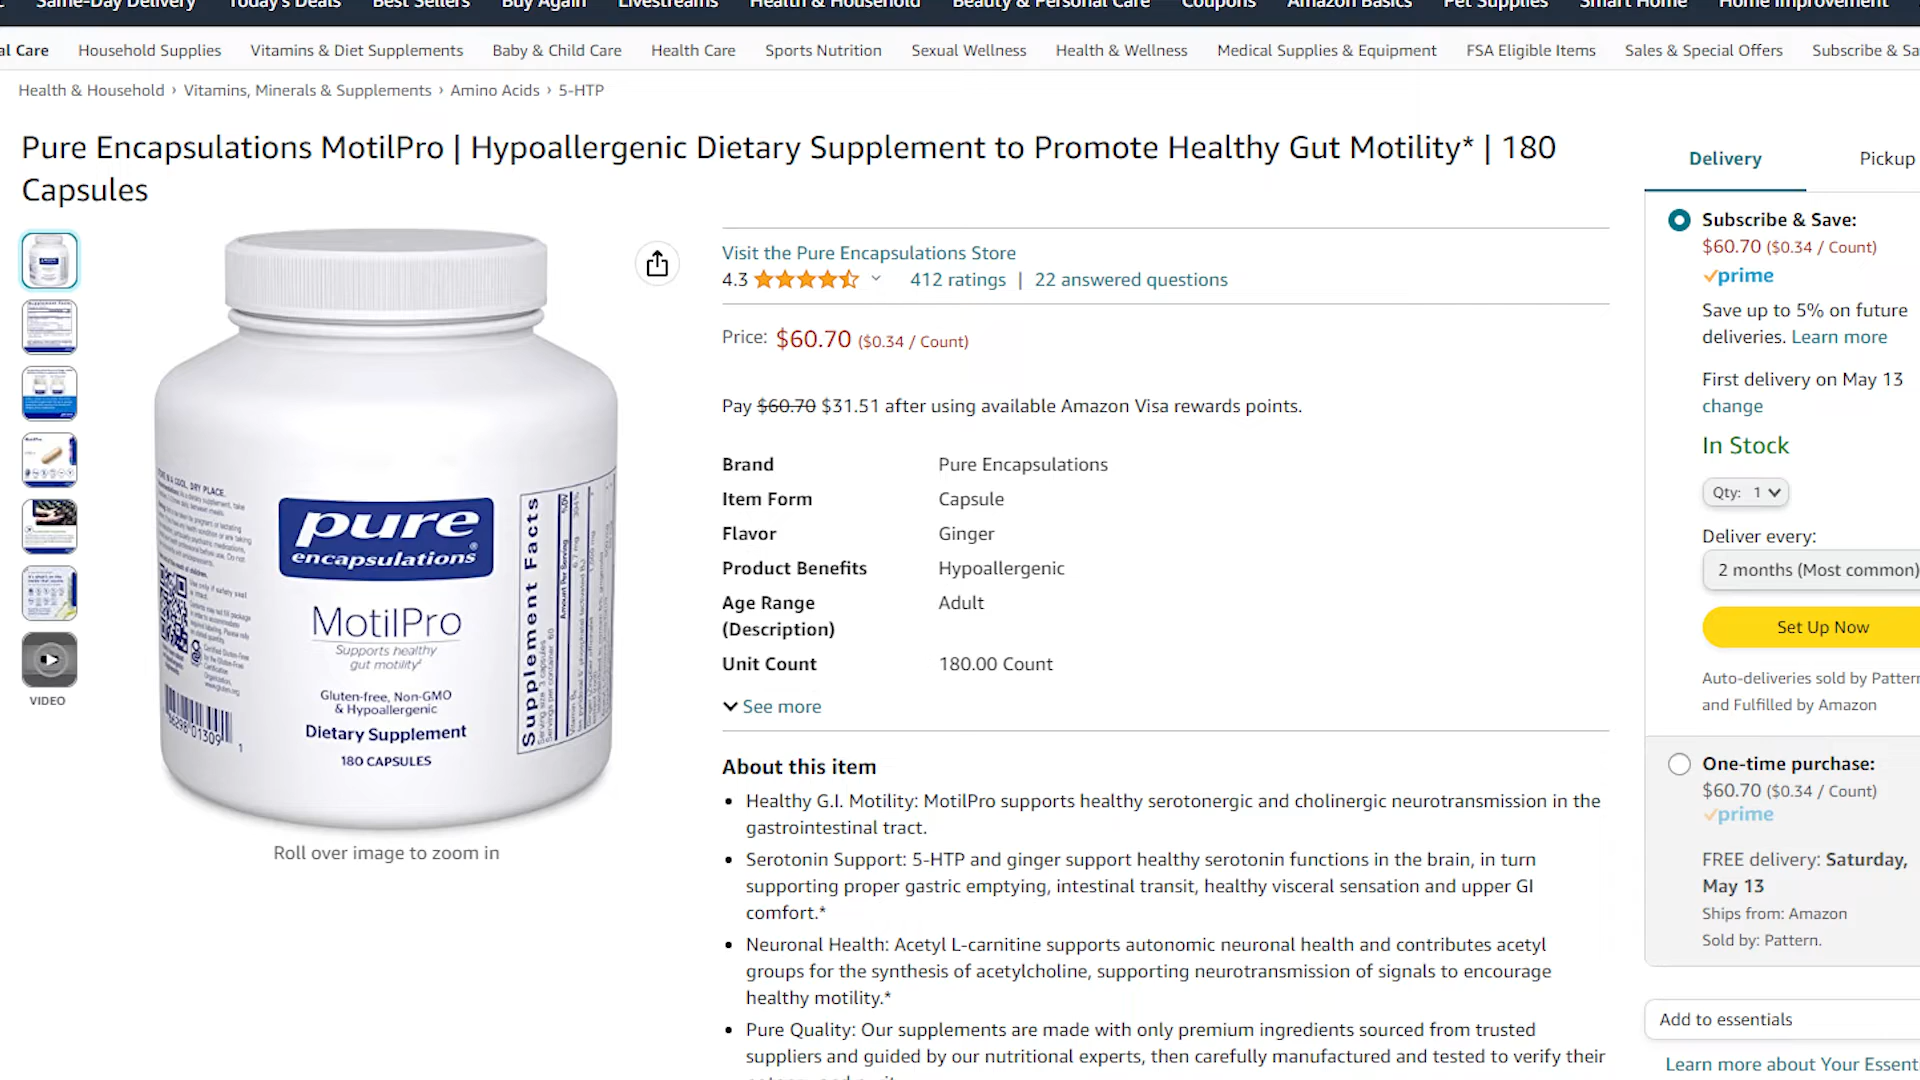 Same-Day Delivery Today's Deals Best Sellers Buy Again Livestreams Health & Household Beauty & Personal Care Coupons Amazon Basics Pet Supplies Smart Home Home Improvement
al Care Household Supplies Vitamins & Diet Supplements Baby & Child Care Health Care Sports Nutrition Sexual Wellness Health & Wellness Medical Supplies & Equipment FSA Eligible Items Sales & Special Offers Subscribe & Sa
Health & Household › Vitamins, Minerals & Supplements › Amino Acids › 5-HTP
Pure Encapsulations MotilPro | Hypoallergenic Dietary Supplement to Promote Healthy Gut Motility* | 180
Capsules
VIDEO
pure
encapsulations®
MotilPro
Supports healthy
gut motility‡
Gluten-free, Non-GMO
& Hypoallergenic
Dietary Supplement
180 CAPSULES
Supplement Facts
Roll over image to zoom in
Visit the Pure Encapsulations Store
4.3 412 ratings | 22 answered questions
Price: $60.70 ($0.34 / Count)
Pay $60.70 $31.51 after using available Amazon Visa rewards points.
Brand Pure Encapsulations
Item Form Capsule
Flavor Ginger
Product Benefits Hypoallergenic
Age Range Adult
(Description)
Unit Count 180.00 Count
See more
About this item
• Healthy G.I. Motility: MotilPro supports healthy serotonergic and cholinergic neurotransmission in the
gastrointestinal tract.
• Serotonin Support: 5-HTP and ginger support healthy serotonin functions in the brain, in turn
supporting proper gastric emptying, intestinal transit, healthy visceral sensation and upper GI
comfort.*
• Neuronal Health: Acetyl L-carnitine supports autonomic neuronal health and contributes acetyl
groups for the synthesis of acetylcholine, supporting neurotransmission of signals to encourage
healthy motility.*
• Pure Quality: Our supplements are made with only premium ingredients sourced from trusted
suppliers and guided by our nutritional experts, then carefully manufactured and tested to verify their
Delivery Pickup
Subscribe & Save:
$60.70 ($0.34 / Count)
prime
Save up to 5% on future
deliveries. Learn more
First delivery on May 13
change
In Stock
Qty: 1
Deliver every:
2 months (Most common)
Set Up Now
Auto-deliveries sold by Pattern
and Fulfilled by Amazon
One-time purchase:
$60.70 ($0.34 / Count)
prime
FREE delivery: Saturday,
May 13
Ships from: Amazon
Sold by: Pattern.
Add to essentials
Learn more about Your Essent